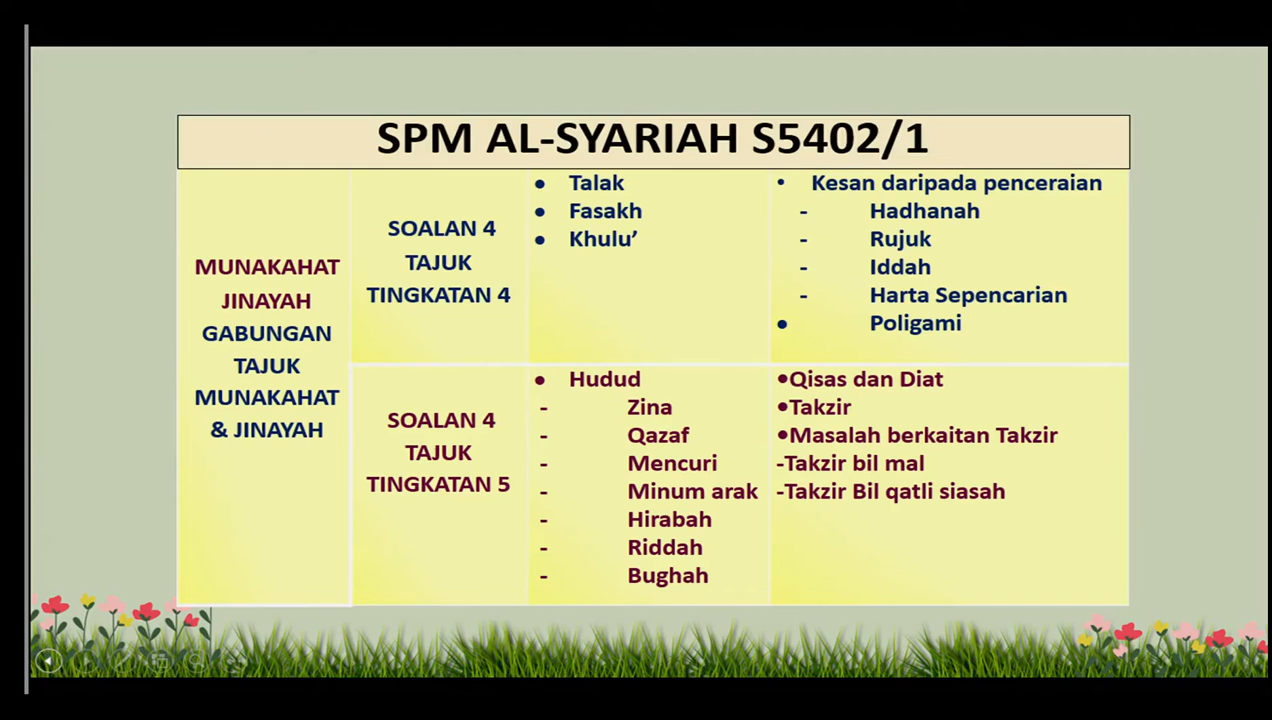 SPM AL-SYARIAH S5402/1
MUNAKAHAT
JINAYAH
GABUNGAN
TAJUK
MUNAKAHAT
& JINAYAH
SOALAN 4
TAJUK
TINGKATAN 4
● Talak
● Fasakh
● Khulu’
• Kesan daripada penceraian
- Hadhanah
- Rujuk
- Iddah
- Harta Sepencarian
● Poligami
SOALAN 4
TAJUK
TINGKATAN 5
● Hudud
- Zina
- Qazaf
- Mencuri
- Minum arak
- Hirabah
- Riddah
- Bughah
●Qisas dan Diat
●Takzir
●Masalah berkaitan Takzir
-Takzir bil mal
-Takzir Bil qatli siasah